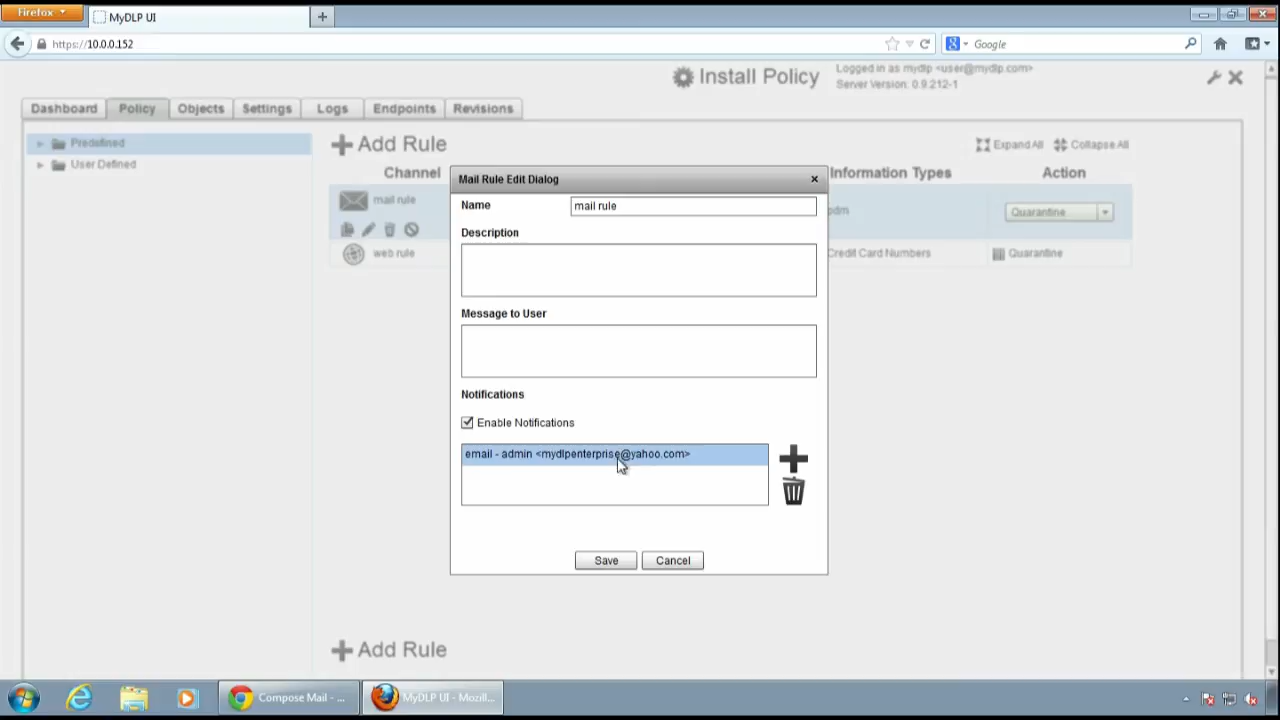 Firefox
MyDLP UI
https://10.0.0.152
Google
Install Policy
Logged in as mydlp <user@mydlp.com>
Server Version: 0.9.212-1
Dashboard
Policy
Objects
Settings
Logs
Endpoints
Revisions
Predefined
User Defined
Add Rule
Expand All
Collapse All
Channel
Information Types
Action
mail rule
pdm
Quarantine
web rule
Credit Card Numbers
Quarantine
Mail Rule Edit Dialog
Name
mail rule
Description
Message to User
Notifications
Enable Notifications
email - admin <mydlpenterprise@yahoo.com>
Save
Cancel
Add Rule
Compose Mail - ...
MyDLP UI - Mozill...